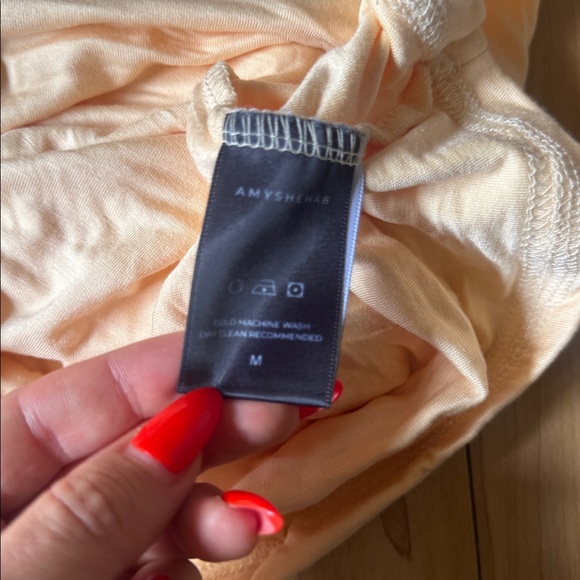 AMYSHEHAB
COLD MACHINE WASH
DRY CLEAN RECOMMENDED
M